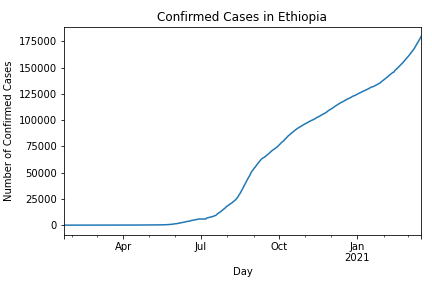 Confirmed Cases in Ethiopia
Number of Confirmed Cases
175000
150000
125000
100000
75000
50000
25000
0
Apr
Jul
Oct
Jan
2021
Day